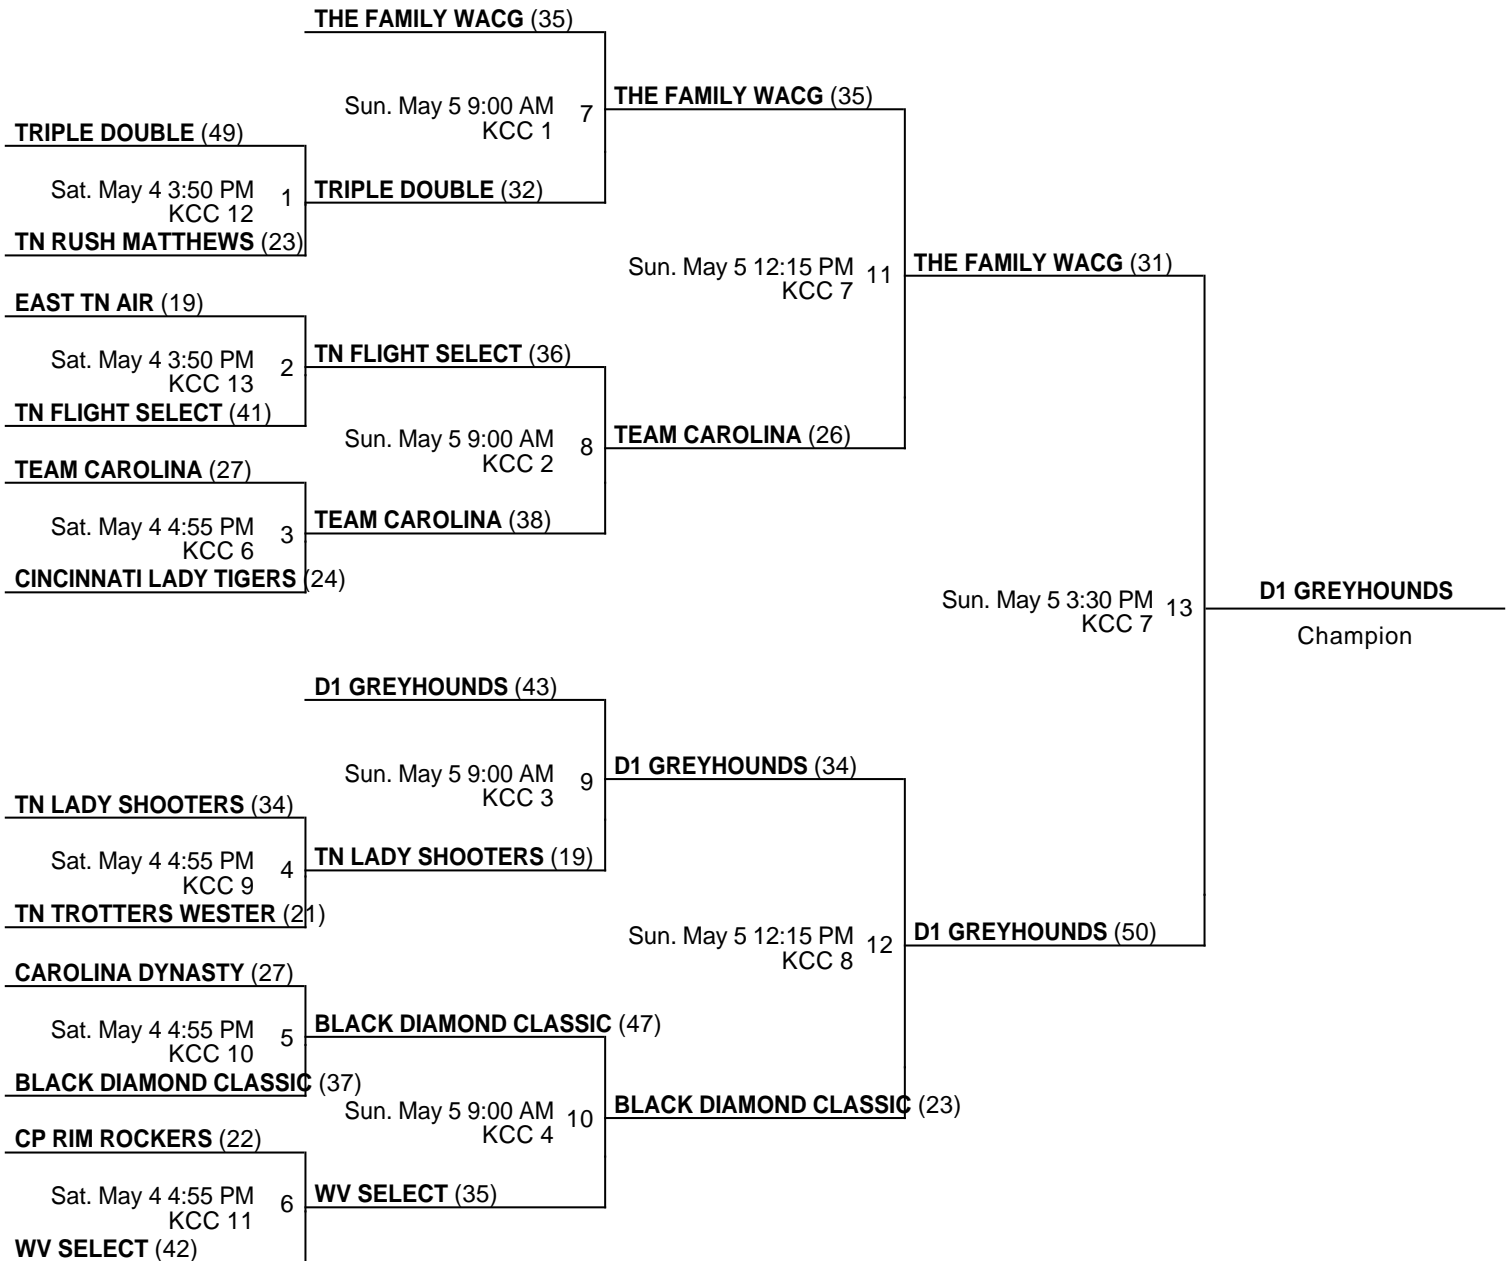 THE FAMILY WACG (35)
Sun. May 5 9:00 AM 7
KCC 1
THE FAMILY WACG (35)
TRIPLE DOUBLE (49)
Sat. May 4 3:50 PM 1
KCC 12
TRIPLE DOUBLE (32)
TN RUSH MATTHEWS (23)
Sun. May 5 12:15 PM 11
KCC 7
THE FAMILY WACG (31)
EAST TN AIR (19)
Sat. May 4 3:50 PM 2
KCC 13
TN FLIGHT SELECT (36)
TN FLIGHT SELECT (41)
Sun. May 5 9:00 AM 8
KCC 2
TEAM CAROLINA (26)
TEAM CAROLINA (27)
Sat. May 4 4:55 PM 3
KCC 6
TEAM CAROLINA (38)
CINCINNATI LADY TIGERS (24)
Sun. May 5 3:30 PM 13
KCC 7
D1 GREYHOUNDS
Champion
D1 GREYHOUNDS (43)
Sun. May 5 9:00 AM 9
KCC 3
D1 GREYHOUNDS (34)
TN LADY SHOOTERS (34)
Sat. May 4 4:55 PM 4
KCC 9
TN LADY SHOOTERS (19)
TN TROTTERS WESTER (21)
Sun. May 5 12:15 PM 12
KCC 8
D1 GREYHOUNDS (50)
CAROLINA DYNASTY (27)
Sat. May 4 4:55 PM 5
KCC 10
BLACK DIAMOND CLASSIC (47)
BLACK DIAMOND CLASSIC (37)
Sun. May 5 9:00 AM 10
KCC 4
BLACK DIAMOND CLASSIC (23)
CP RIM ROCKERS (22)
Sat. May 4 4:55 PM 6
KCC 11
WV SELECT (35)
WV SELECT (42)